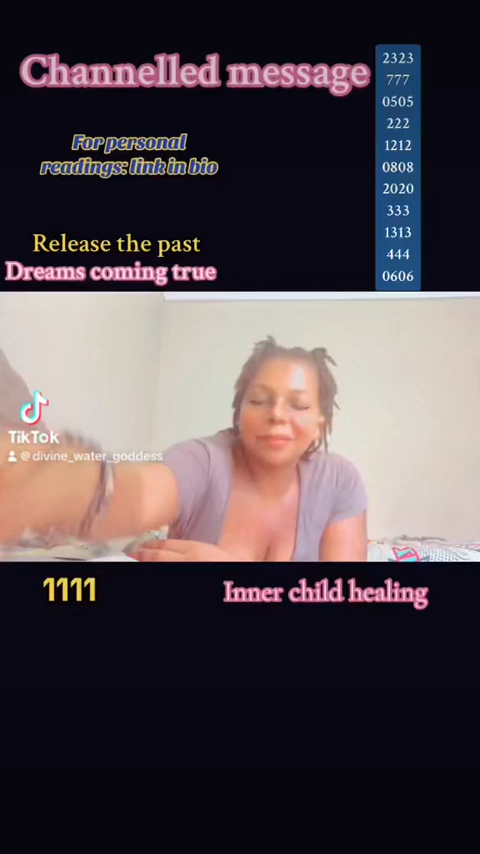 Channelled message
2323
777
0505
222
1212
0808
2020
333
1313
444
0606
For personal
readings: link in bio
Release the past
Dreams coming true
TikTok
@divine_water_goddess
1111
Inner child healing